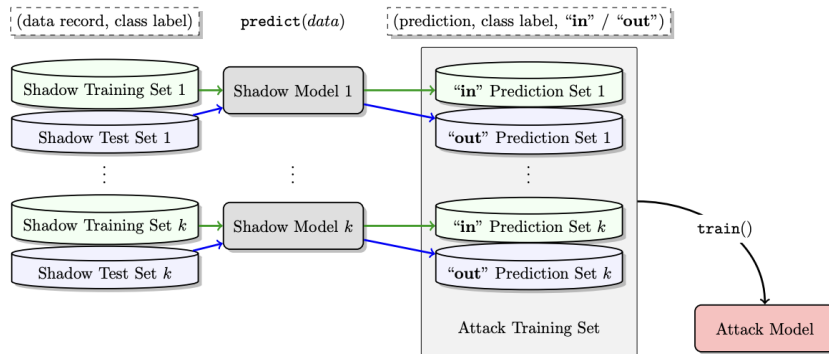 (data record, class label)
predict(data)
(prediction, class label, “in” / “out”)
Shadow Training Set 1
Shadow Model 1
“in” Prediction Set 1
Shadow Test Set 1
“out” Prediction Set 1
⋮
⋮
⋮
Shadow Training Set k
Shadow Model k
“in” Prediction Set k
Shadow Test Set k
“out” Prediction Set k
train()
Attack Training Set
Attack Model